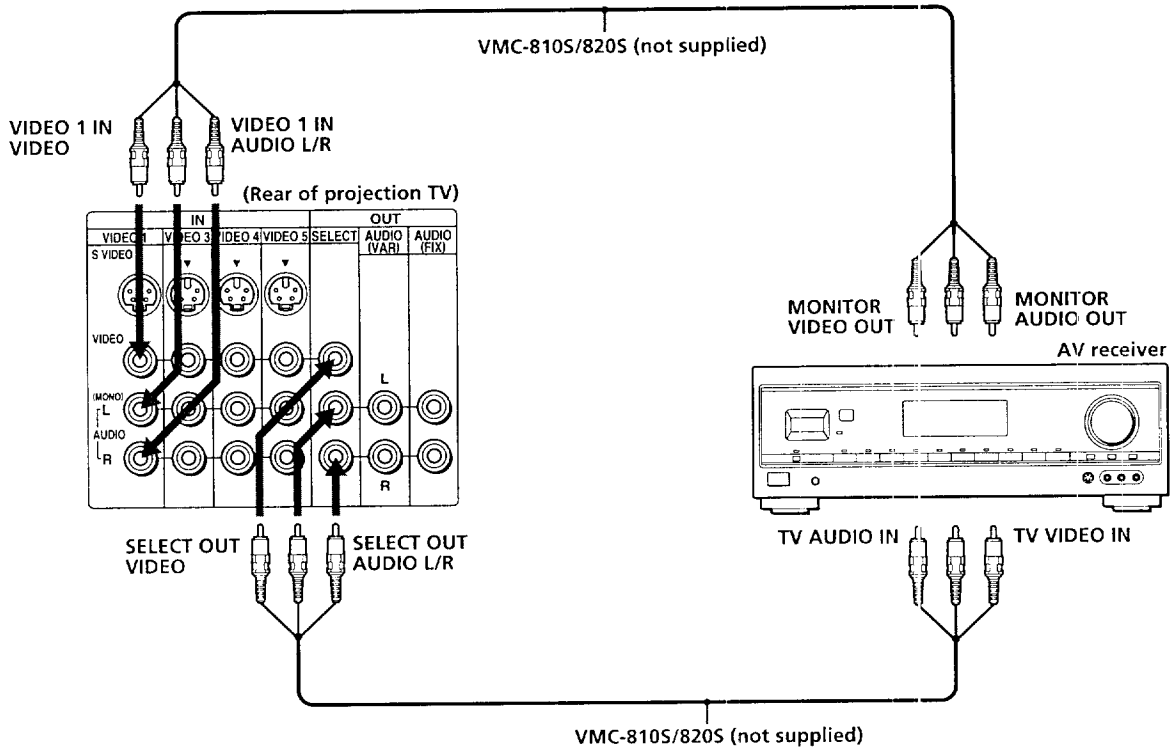 VMC-810S/820S (not supplied)
VIDEO 1 IN
VIDEO
VIDEO 1 IN
AUDIO L/R
(Rear of projection TV)
IN
OUT
VIDEO 1
VIDEO 3
VIDEO 4
VIDEO 5
SELECT
AUDIO
(VAR)
AUDIO
(FIX)
S VIDEO
VIDEO
(MONO)
L
AUDIO
R
L
R
MONITOR
VIDEO OUT
MONITOR
AUDIO OUT
AV receiver
SELECT OUT
VIDEO
SELECT OUT
AUDIO L/R
TV AUDIO IN
TV VIDEO IN
VMC-810S/820S (not supplied)